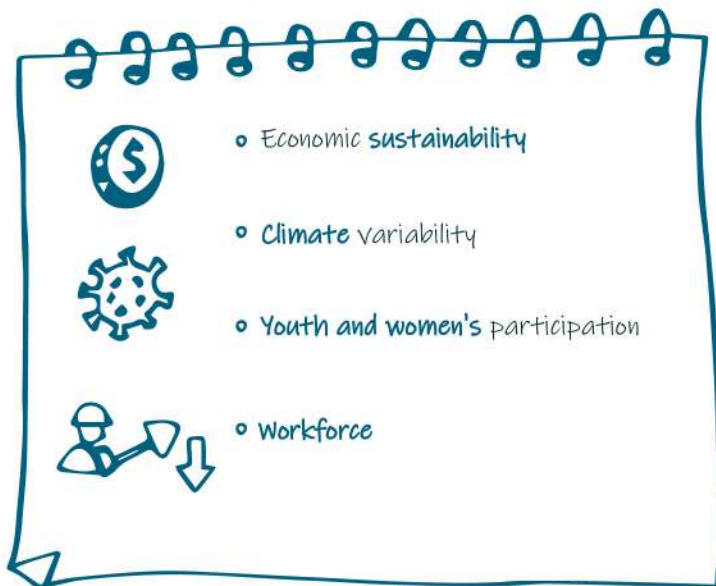 Economic sustainability
Climate variability
Youth and women's participation
Workforce